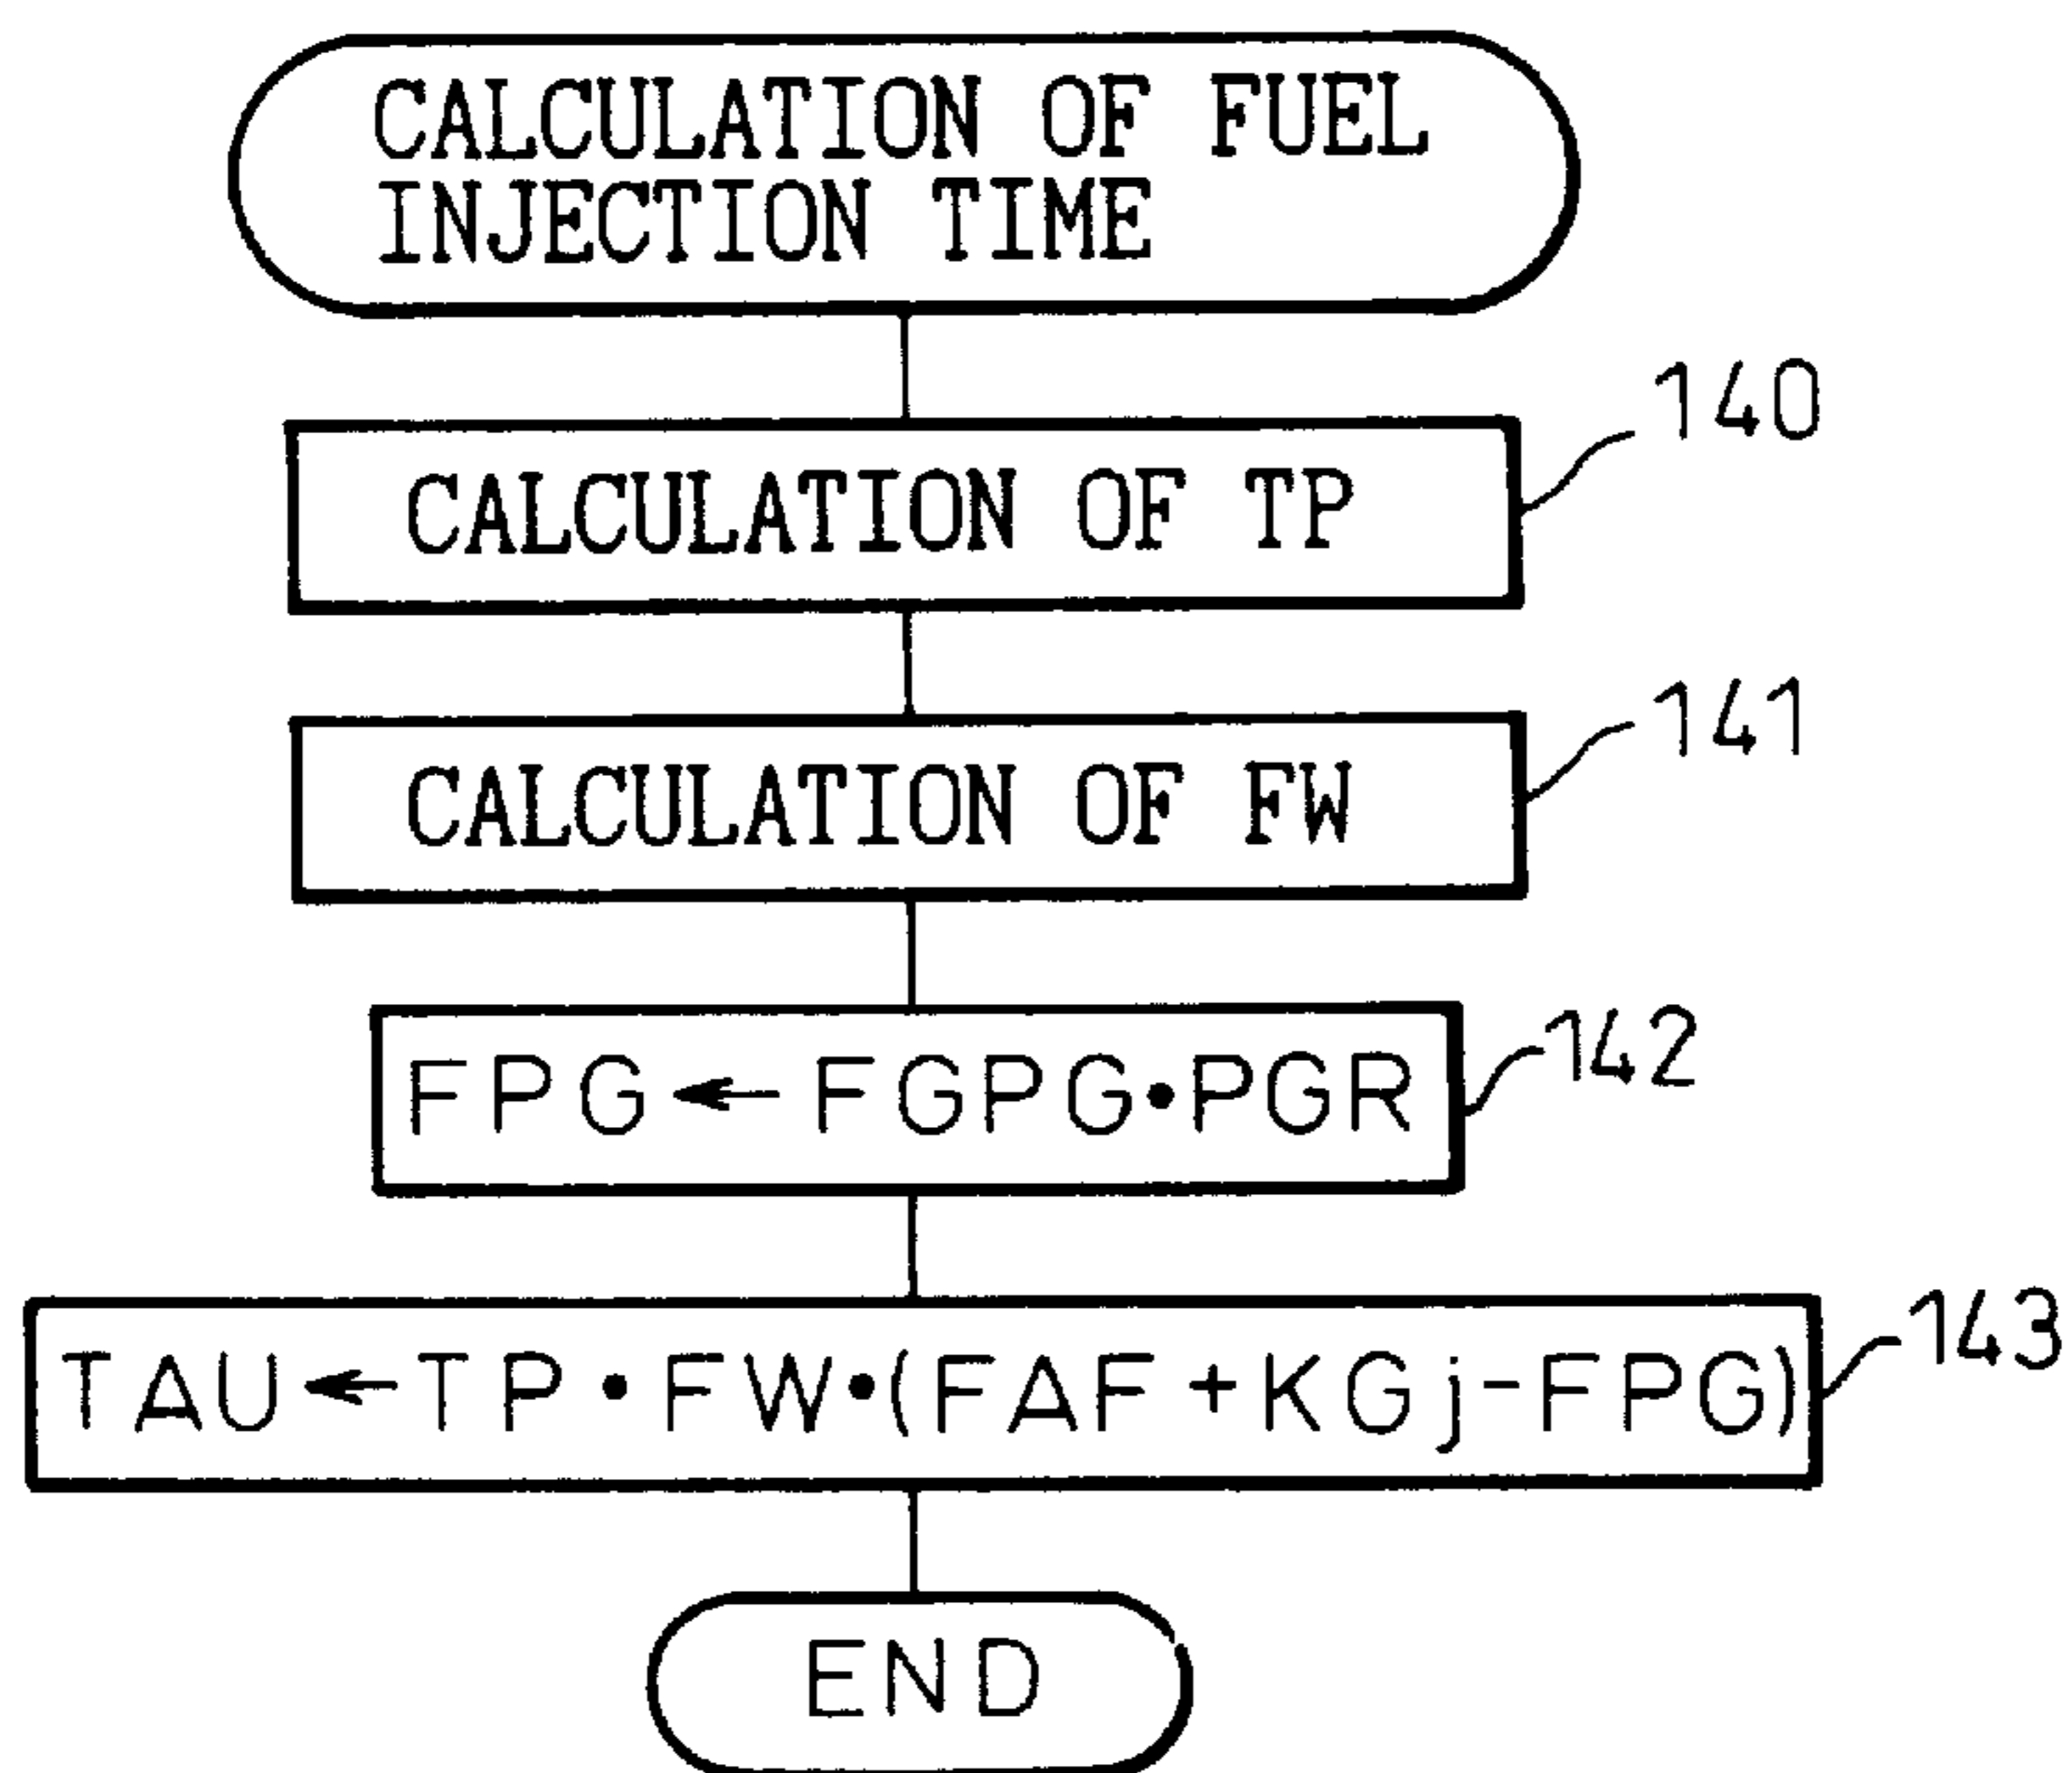 CALCULATION OF FUEL
INJECTION TIME
140
CALCULATION OF TP
141
CALCULATION OF FW
142
FPG←FGPG•PGR
143
TAU←TP•FW•(FAF+KGj-FPG)
END